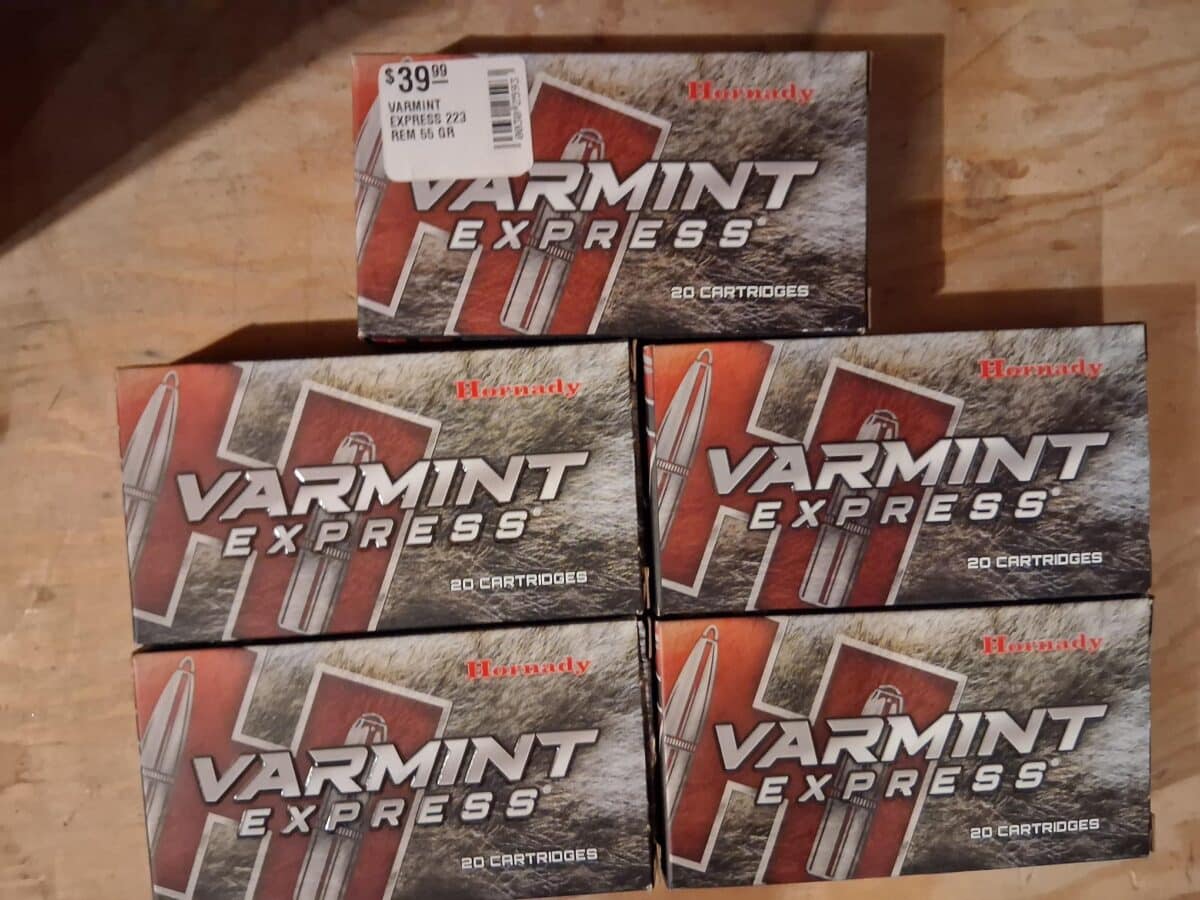 $39.99
VARMINT
EXPRESS 223
REM 55 GR
Hornady
VARMINT
EXPRESS®
20 CARTRIDGES
Hornady
VARMINT
EXPRESS®
20 CARTRIDGES
Hornady
VARMINT
EXPRESS®
20 CARTRIDGES
Hornady
VARMINT
EXPRESS®
20 CARTRIDGES
Hornady
VARMINT
EXPRESS®
20 CARTRIDGES